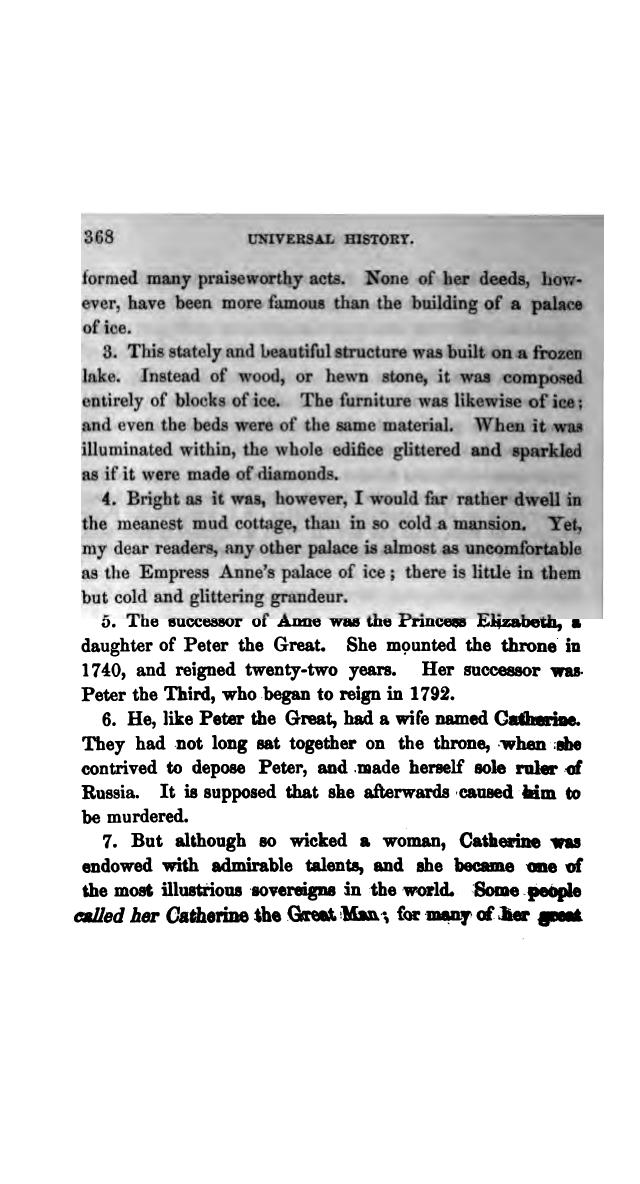 368 UNIVERSAL HISTORY.
formed many praiseworthy acts. None of her deeds, how-
ever, have been more famous than the building of a palace
of ice.
3. This stately and beautiful structure was built on a frozen
lake. Instead of wood, or hewn stone, it was composed
entirely of blocks of ice. The furniture was likewise of ice;
and even the beds were of the same material. When it was
illuminated within, the whole edifice glittered and sparkled
as if it were made of diamonds.
4. Bright as it was, however, I would far rather dwell in
the meanest mud cottage, than in so cold a mansion. Yet,
my dear readers, any other palace is almost as uncomfortable
as the Empress Anne's palace of ice; there is little in them
but cold and glittering grandeur.
5. The successor of Anne was the Princess Elizabeth, a
daughter of Peter the Great. She mounted the throne in
1740, and reigned twenty-two years. Her successor was
Peter the Third, who began to reign in 1792.
6. He, like Peter the Great, had a wife named Catherine.
They had not long sat together on the throne, when she
contrived to depose Peter, and made herself sole ruler of
Russia. It is supposed that she afterwards caused him to
be murdered.
7. But although so wicked a woman, Catherine was
endowed with admirable talents, and she became one of
the most illustrious sovereigns in the world. Some people
called her Catherine the Great Man; for many of her great